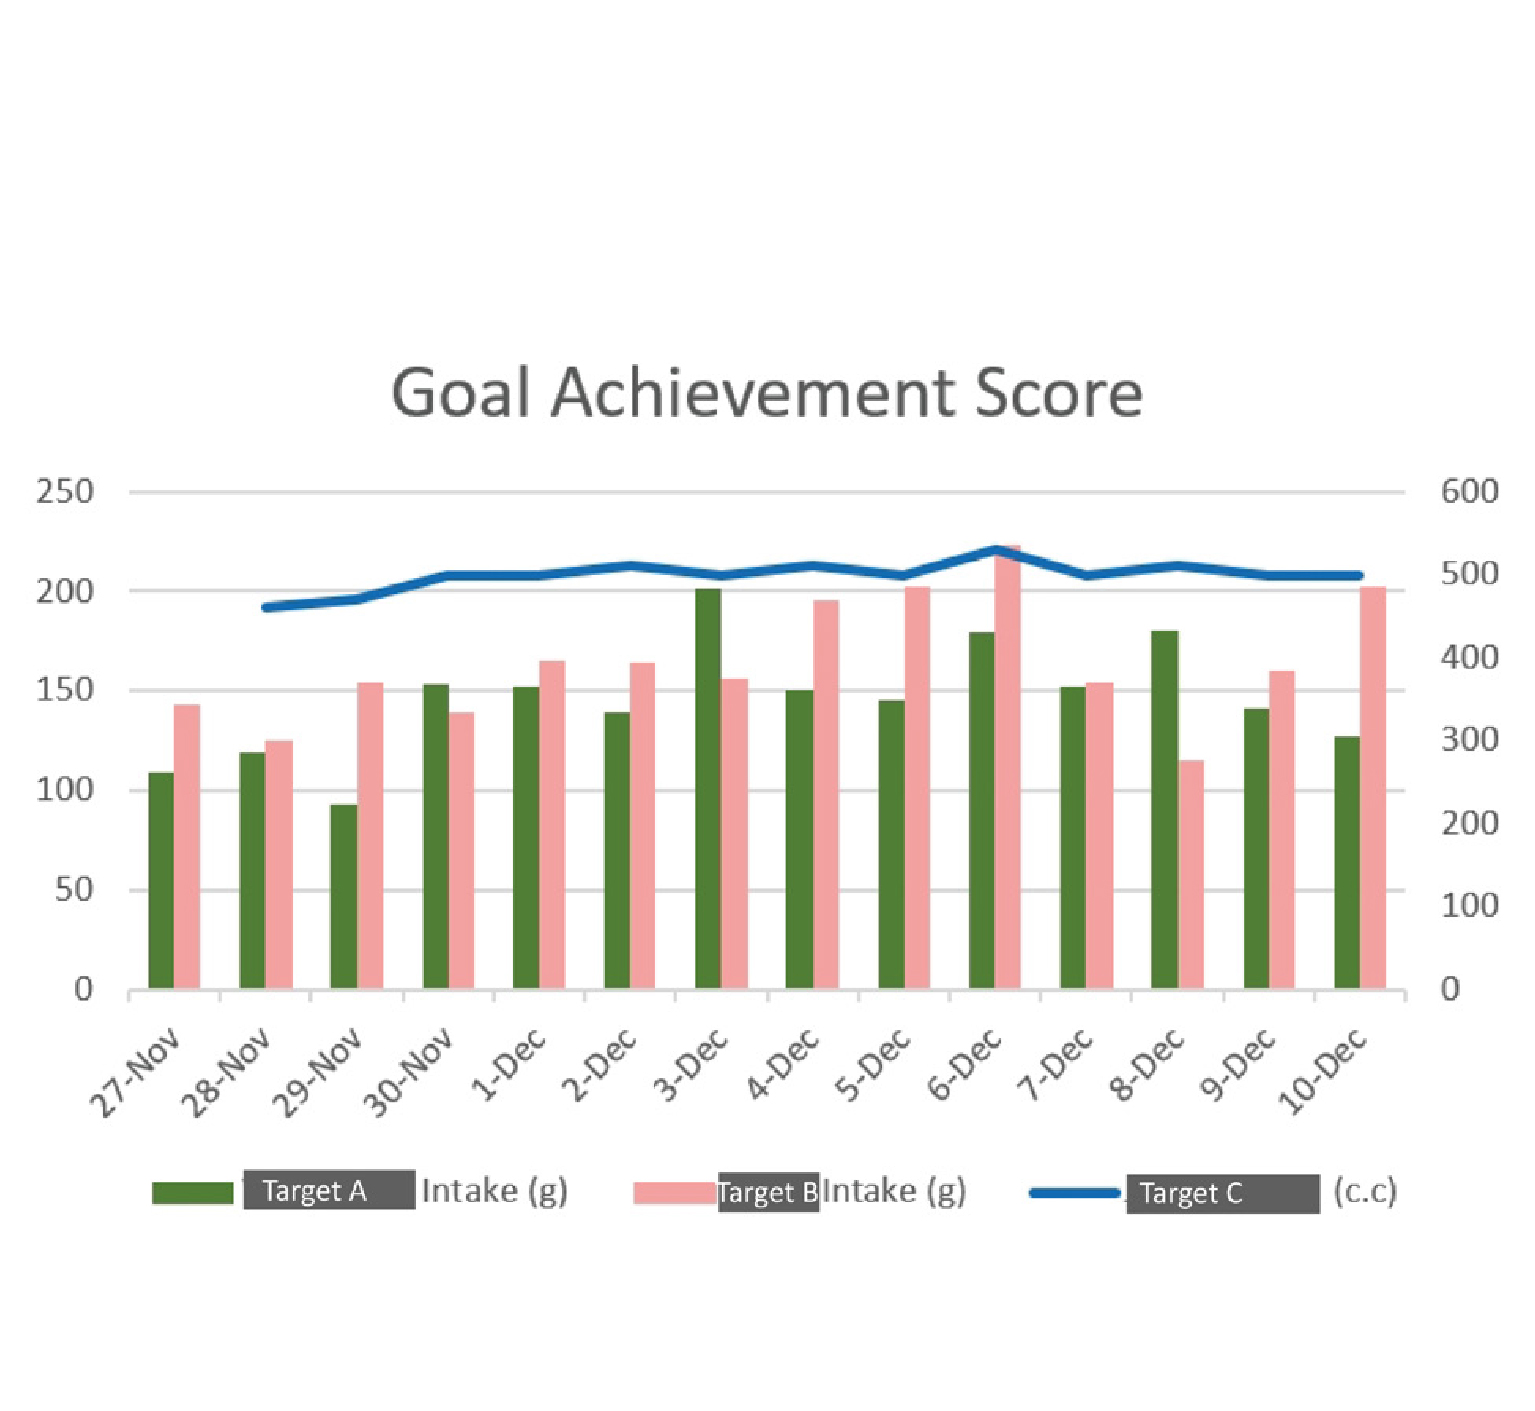 Goal Achievement Score
250 600
200 500
150 400
100 300
50 200
0 100
0
27-Nov 28-Nov 29-Nov 30-Nov 1-Dec 2-Dec 3-Dec 4-Dec 5-Dec 6-Dec 7-Dec 8-Dec 9-Dec 10-Dec
Target A Intake (g) Target B Intake (g) Target C (c.c)